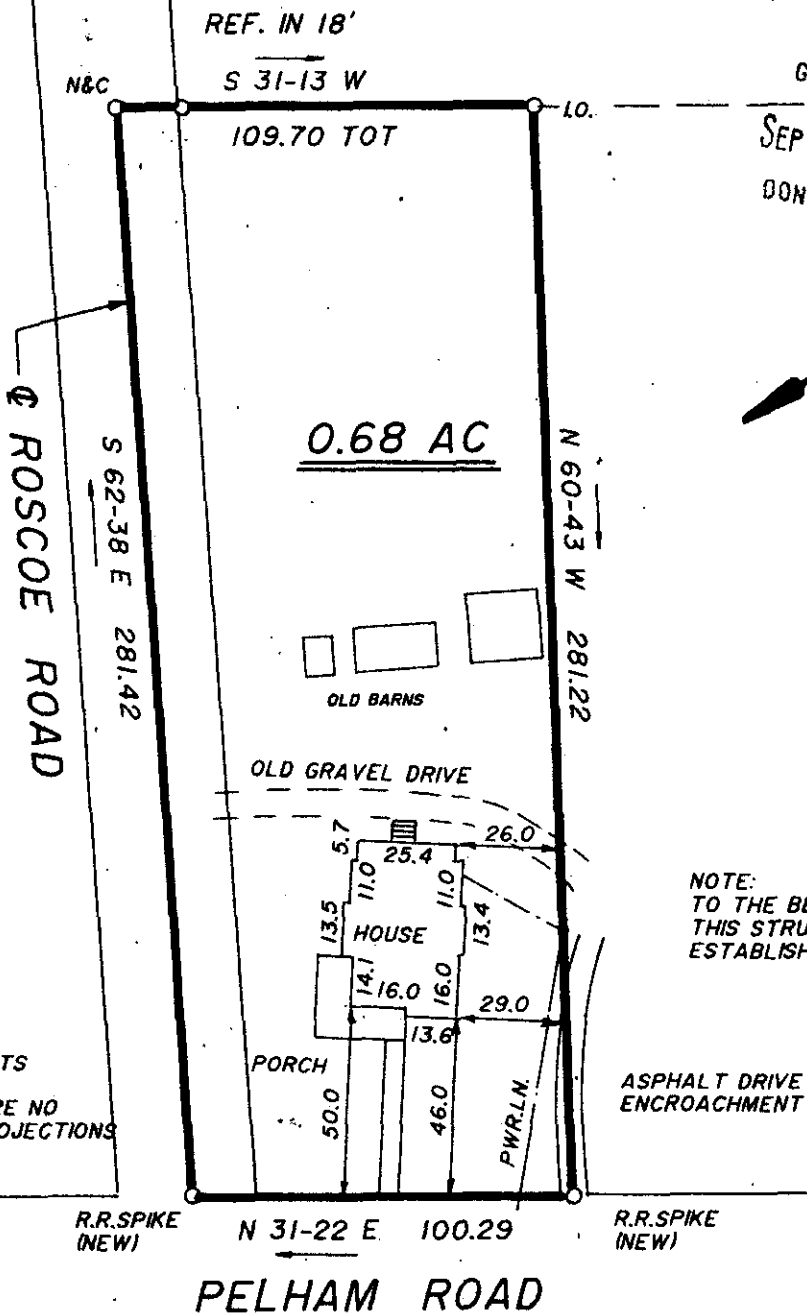 REF. IN 18'
N&C
S 31-13 W
I.O.
109.70 TOT
SEP
DON
0.68 AC
℄ ROSCOE ROAD
S 62-38 E 281.42
N 60-43 W 281.22
OLD BARNS
OLD GRAVEL DRIVE
5.7
25.4
26.0
11.0
11.0
13.5
HOUSE
13.4
14.1
16.0
16.0
29.0
13.6
PORCH
50.0
46.0
PWR.LN.
NOTE:
TO THE BE
THIS STRU
ESTABLISH
TS
RE NO
OJECTIONS
ASPHALT DRIVE
ENCROACHMENT
R.R.SPIKE
(NEW)
N 31-22 E 100.29
R.R.SPIKE
(NEW)
PELHAM ROAD